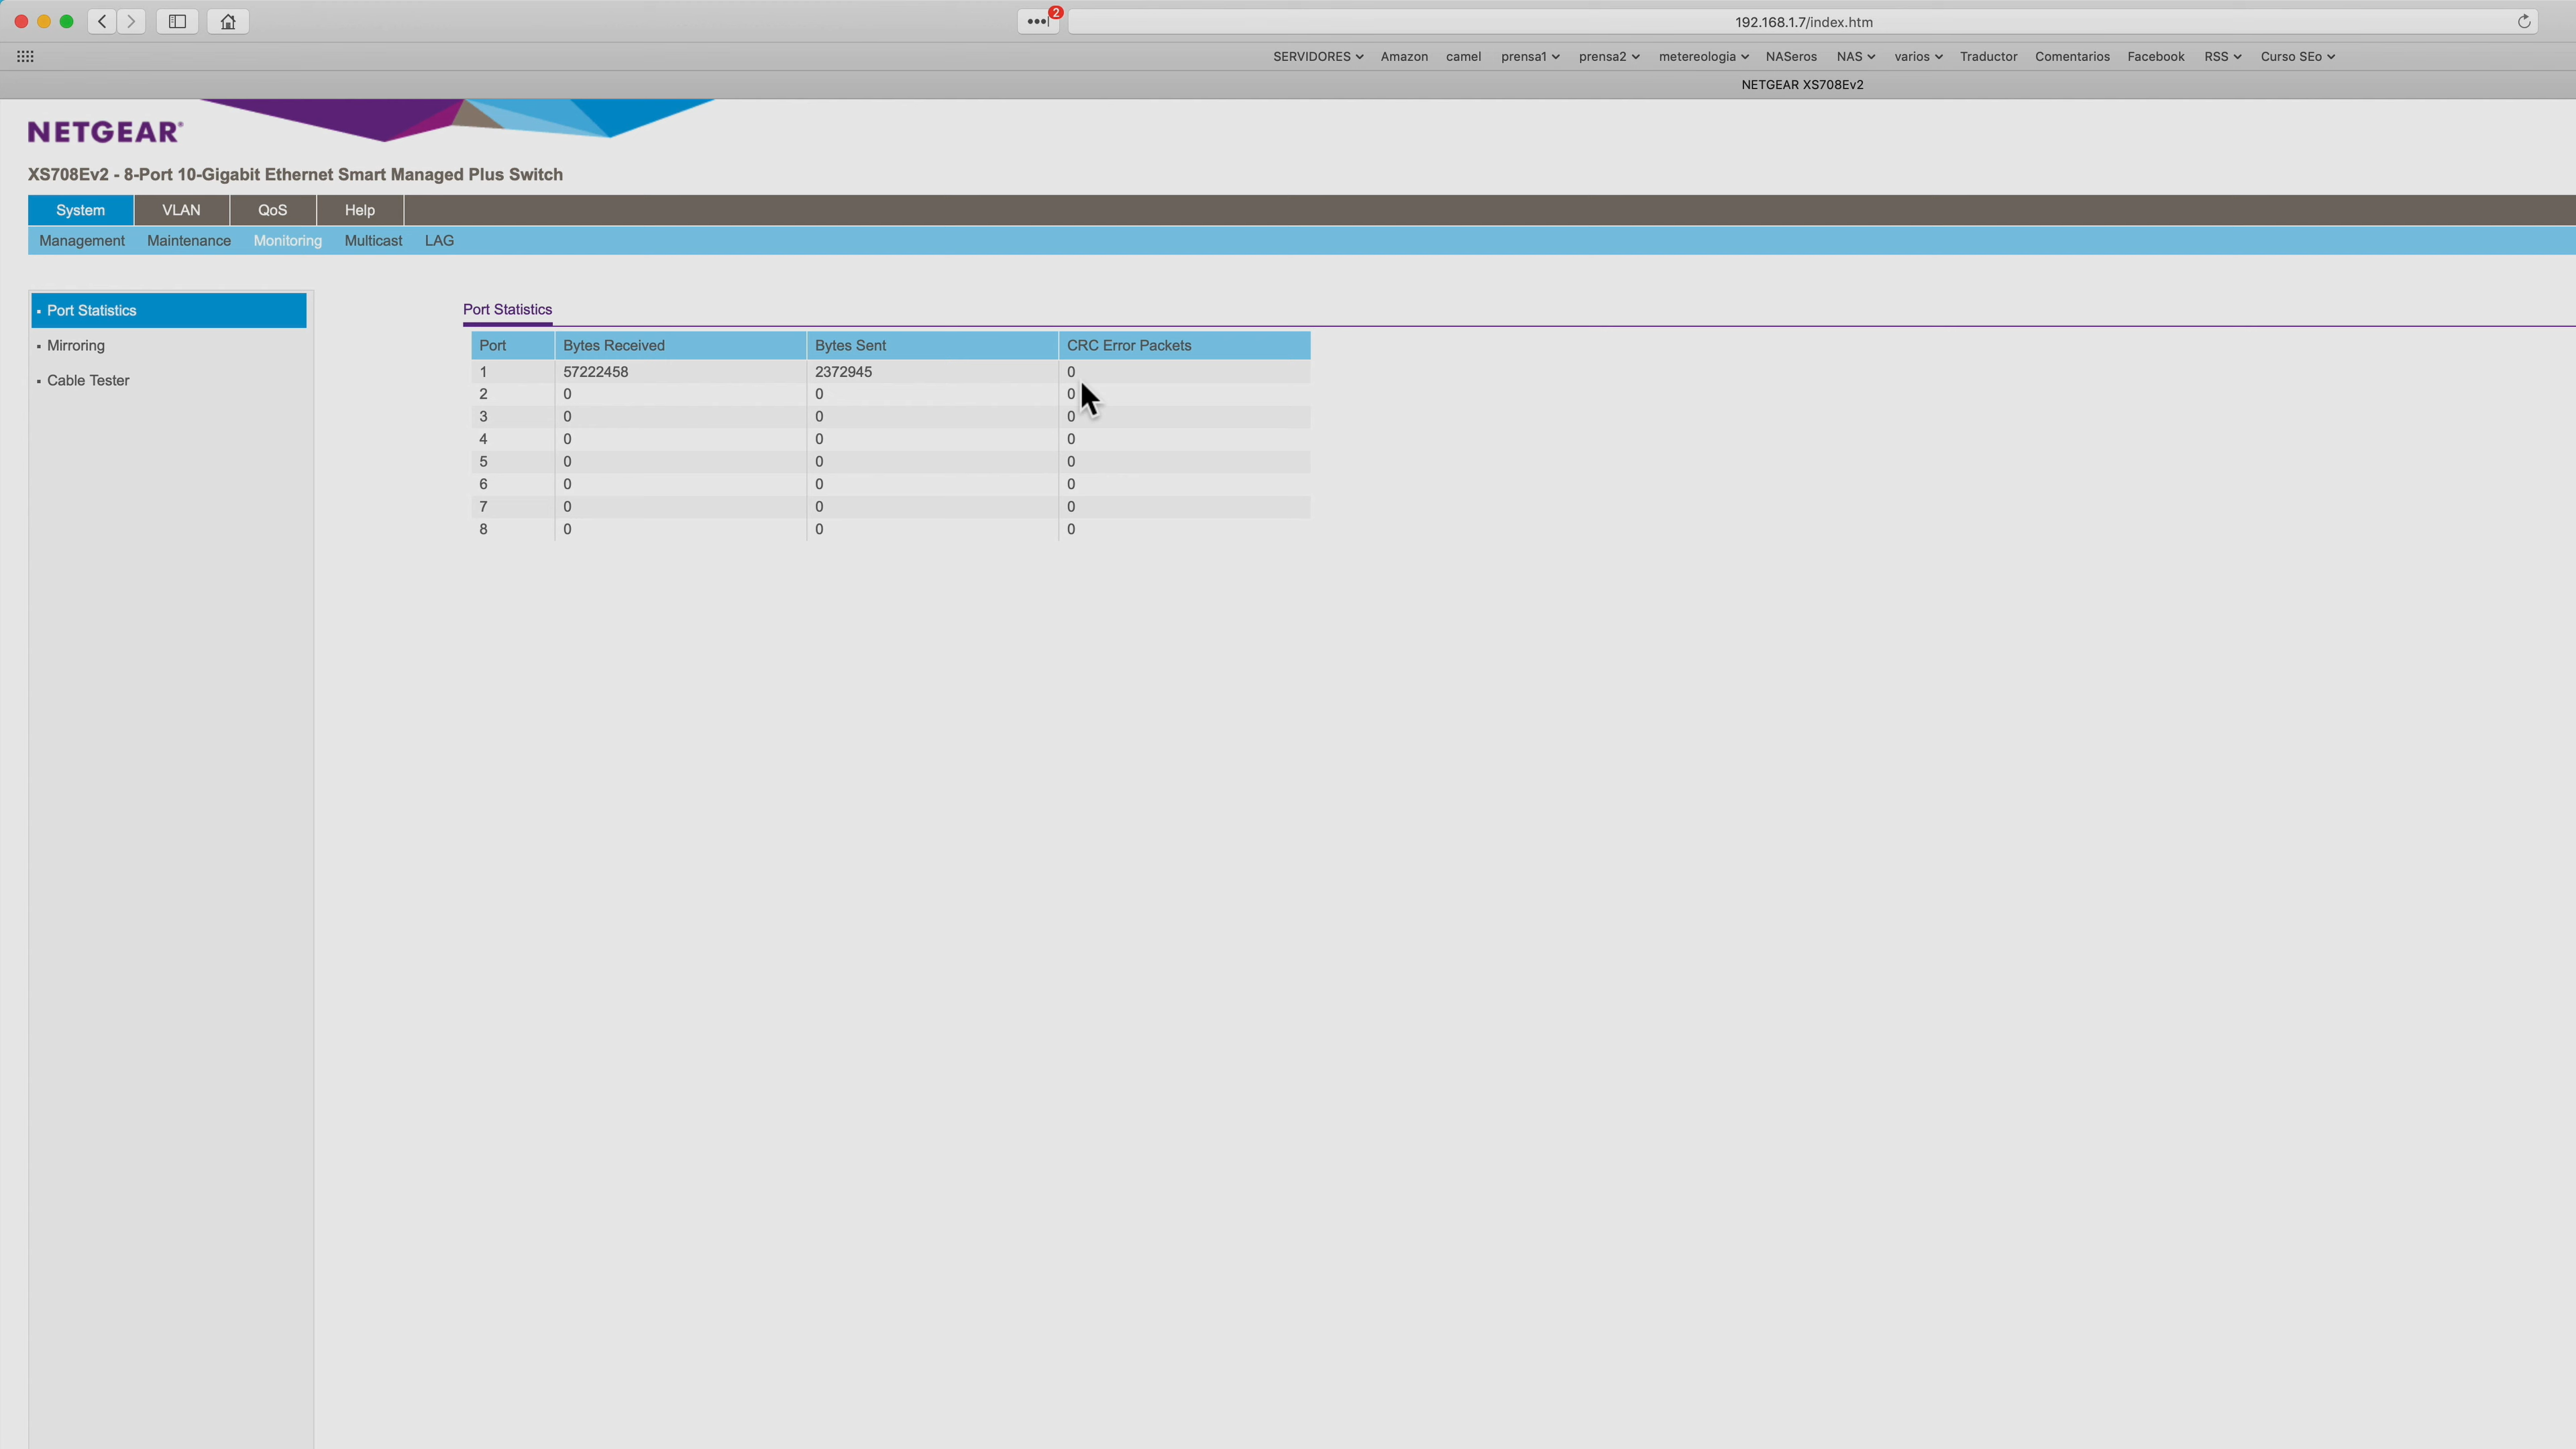 2
192.168.1.7/index.htm
SERVIDORES Amazon camel prensa1 prensa2 metereologia NASeros NAS varios Traductor Comentarios Facebook RSS Curso SEo
NETGEAR XS708Ev2
NETGEAR®
XS708Ev2 - 8-Port 10-Gigabit Ethernet Smart Managed Plus Switch
System VLAN QoS Help
Management Maintenance Monitoring Multicast LAG
Port Statistics
Mirroring
Cable Tester
Port Statistics
Port Bytes Received Bytes Sent CRC Error Packets
1 57222458 2372945 0
2 0 0 0
3 0 0 0
4 0 0 0
5 0 0 0
6 0 0 0
7 0 0 0
8 0 0 0